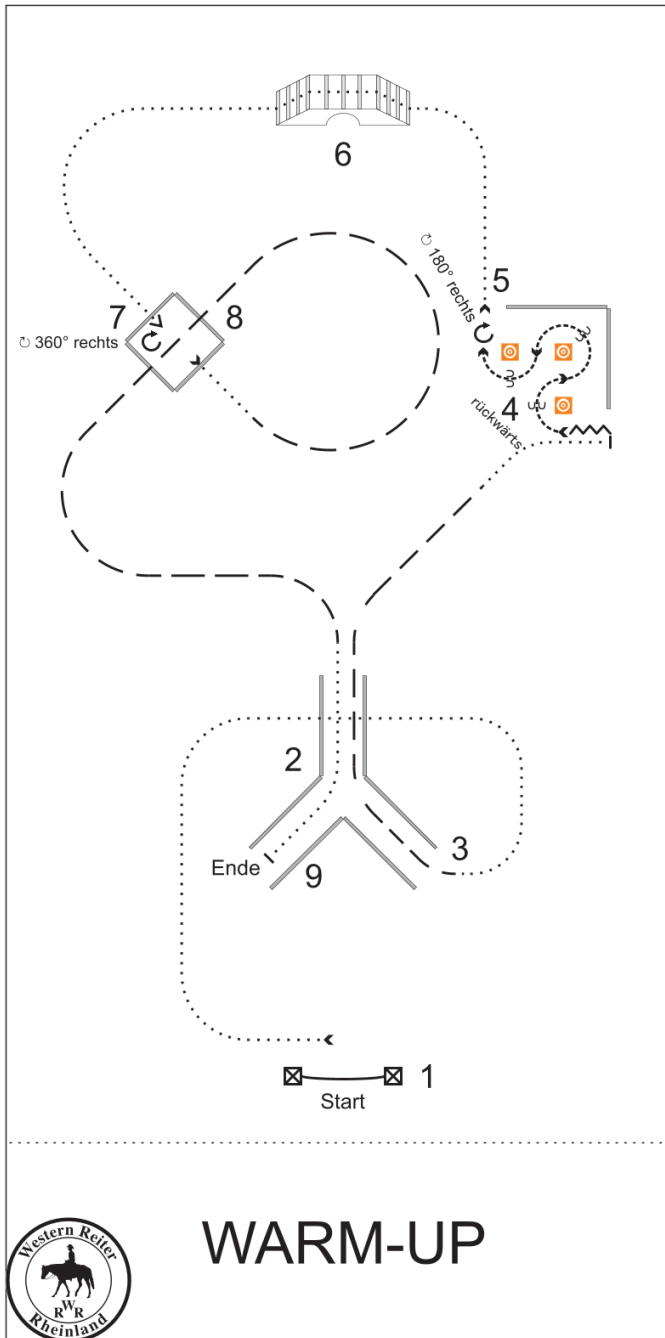 6
↻ 180° rechts
5
7
8
↻ 360° rechts
4
rückwärts
2
3
Ende
9
1
Start
WARM-UP
Western Reiter
RWR
Rheinland